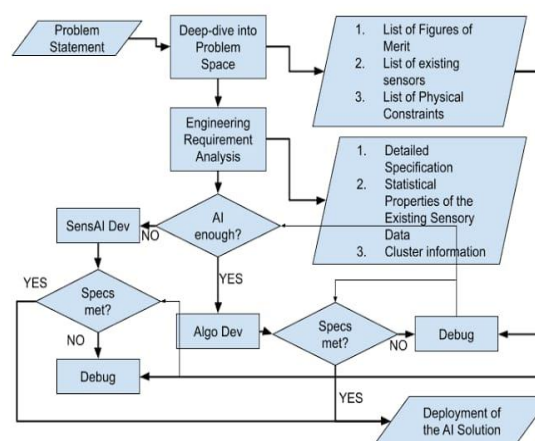 Problem
Statement
Deep-dive into
Problem
Space
1. List of Figures of
Merit
2. List of existing
sensors
3. List of Physical
Constraints
Engineering
Requirement
Analysis
1. Detailed
Specification
2. Statistical
Properties of the
Existing Sensory
Data
3. Cluster information
AI
enough?
SensAI Dev
NO
YES
YES
Specs
met?
NO
Debug
Algo Dev
Specs
met?
NO
Debug
YES
Deployment of
the AI Solution